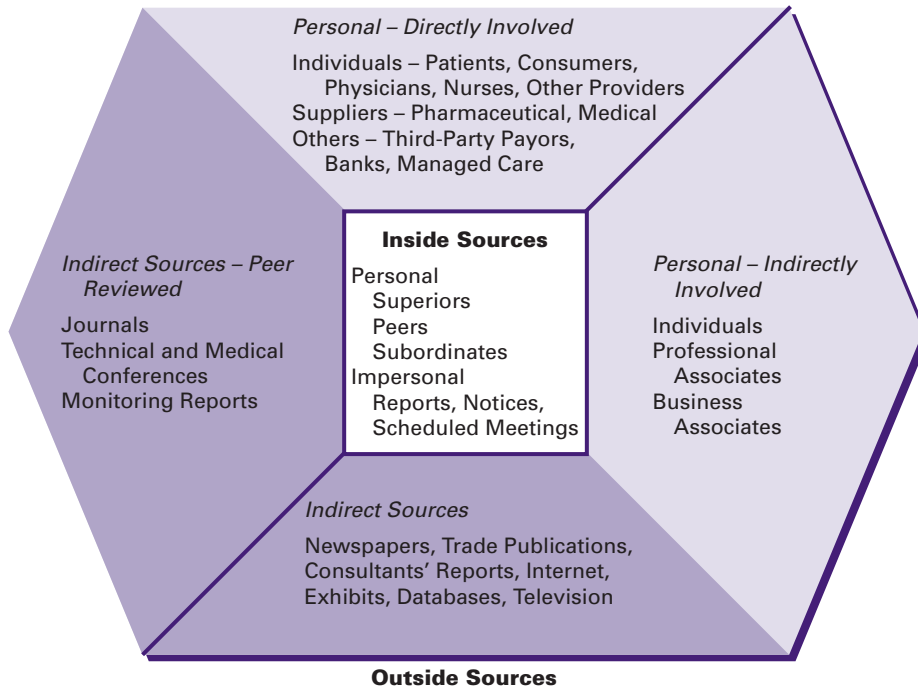 Personal – Directly Involved
Individuals – Patients, Consumers,
Physicians, Nurses, Other Providers
Suppliers – Pharmaceutical, Medical
Others – Third-Party Payors,
Banks, Managed Care
Indirect Sources – Peer
Reviewed
Journals
Technical and Medical
Conferences
Monitoring Reports
Inside Sources
Personal
Superiors
Peers
Subordinates
Impersonal
Reports, Notices,
Scheduled Meetings
Personal – Indirectly
Involved
Individuals
Professional
Associates
Business
Associates
Indirect Sources
Newspapers, Trade Publications,
Consultants’ Reports, Internet,
Exhibits, Databases, Television
Outside Sources